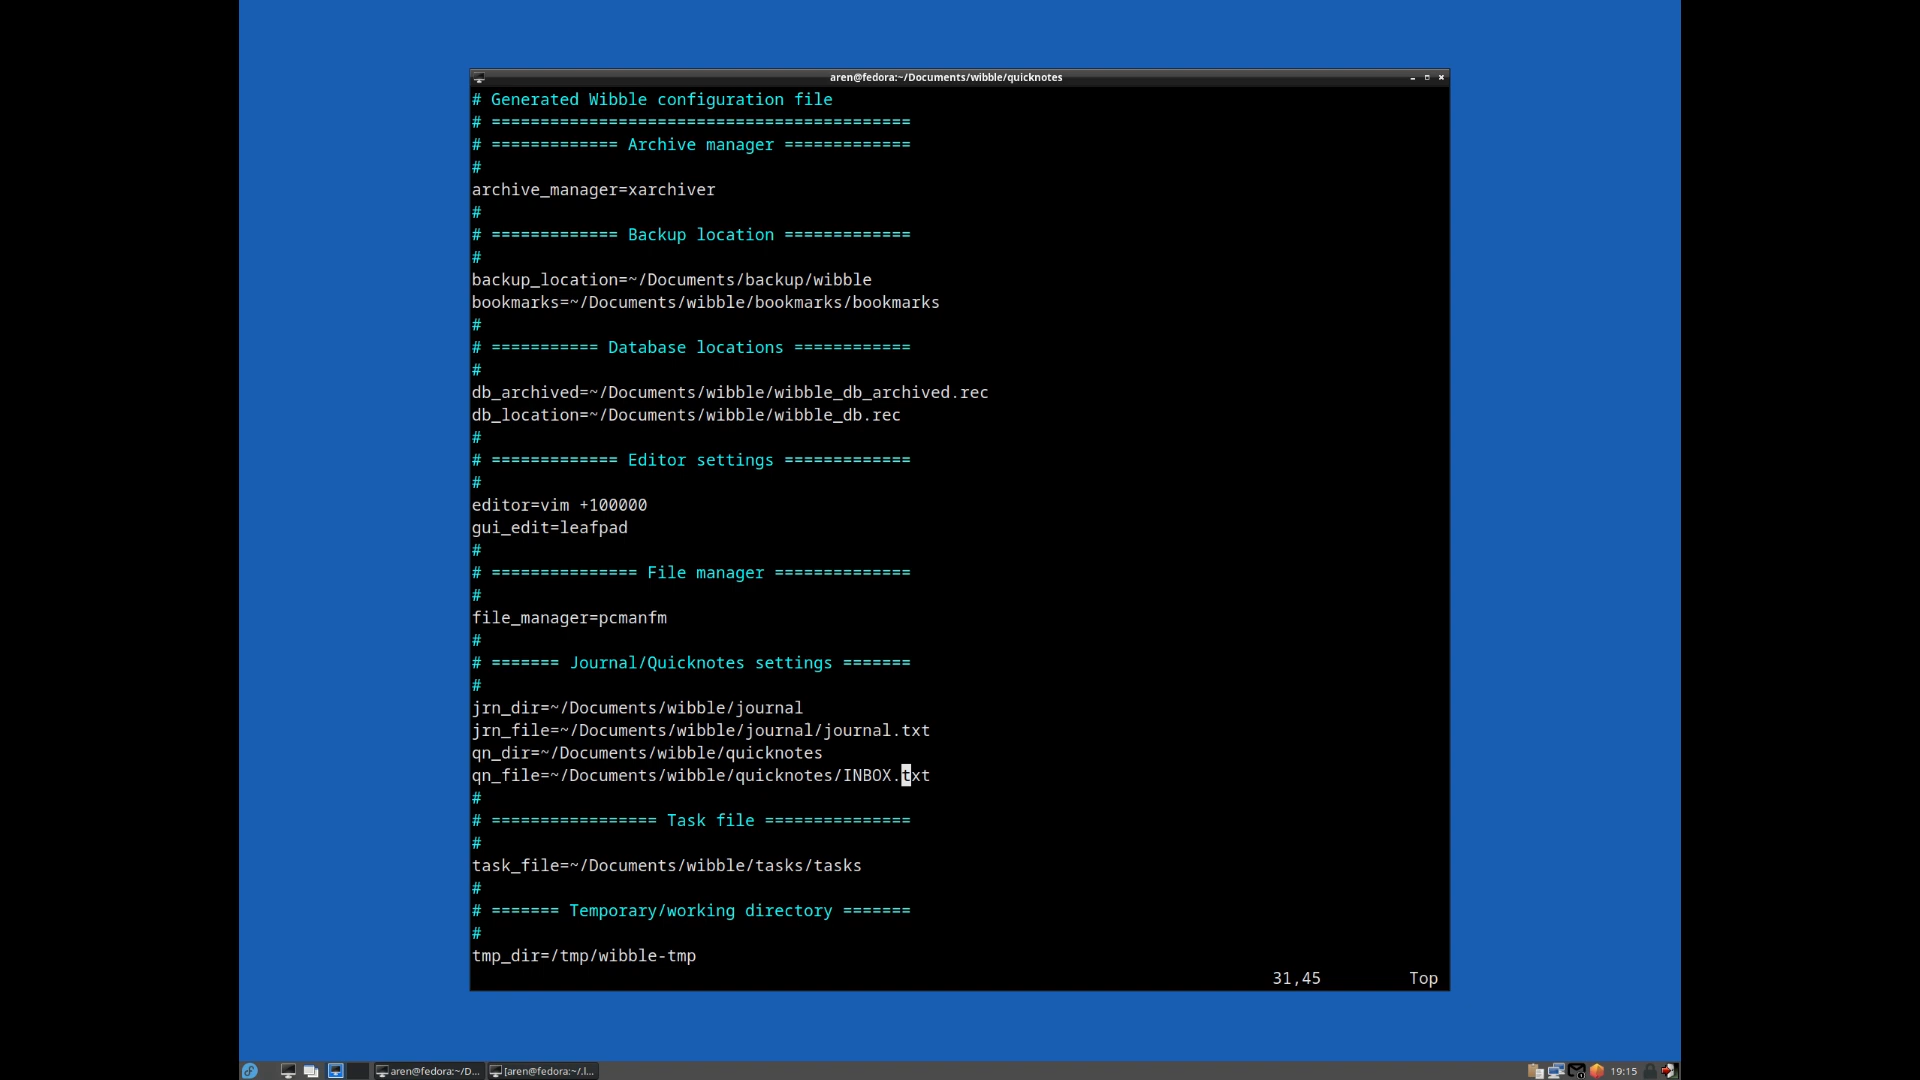 aren@fedora:~/Documents/wibble/quicknotes
# Generated Wibble configuration file
# ===========================================
# ============= Archive manager =============
#
archive_manager=xarchiver
#
# ============= Backup location =============
#
backup_location=~/Documents/backup/wibble
bookmarks=~/Documents/wibble/bookmarks/bookmarks
#
# =========== Database locations ============
#
db_archived=~/Documents/wibble/wibble_db_archived.rec
db_location=~/Documents/wibble/wibble_db.rec
#
# ============= Editor settings =============
#
editor=vim +100000
gui_edit=leafpad
#
# =============== File manager ==============
#
file_manager=pcmanfm
#
# ======= Journal/Quicknotes settings =======
#
jrn_dir=~/Documents/wibble/journal
jrn_file=~/Documents/wibble/journal/journal.txt
qn_dir=~/Documents/wibble/quicknotes
qn_file=~/Documents/wibble/quicknotes/INBOX.txt
#
# ================= Task file ===============
#
task_file=~/Documents/wibble/tasks/tasks
#
# ======= Temporary/working directory =======
#
tmp_dir=/tmp/wibble-tmp
31,45 Top
aren@fedora:~/D... [aren@fedora:~/.l... 19:15